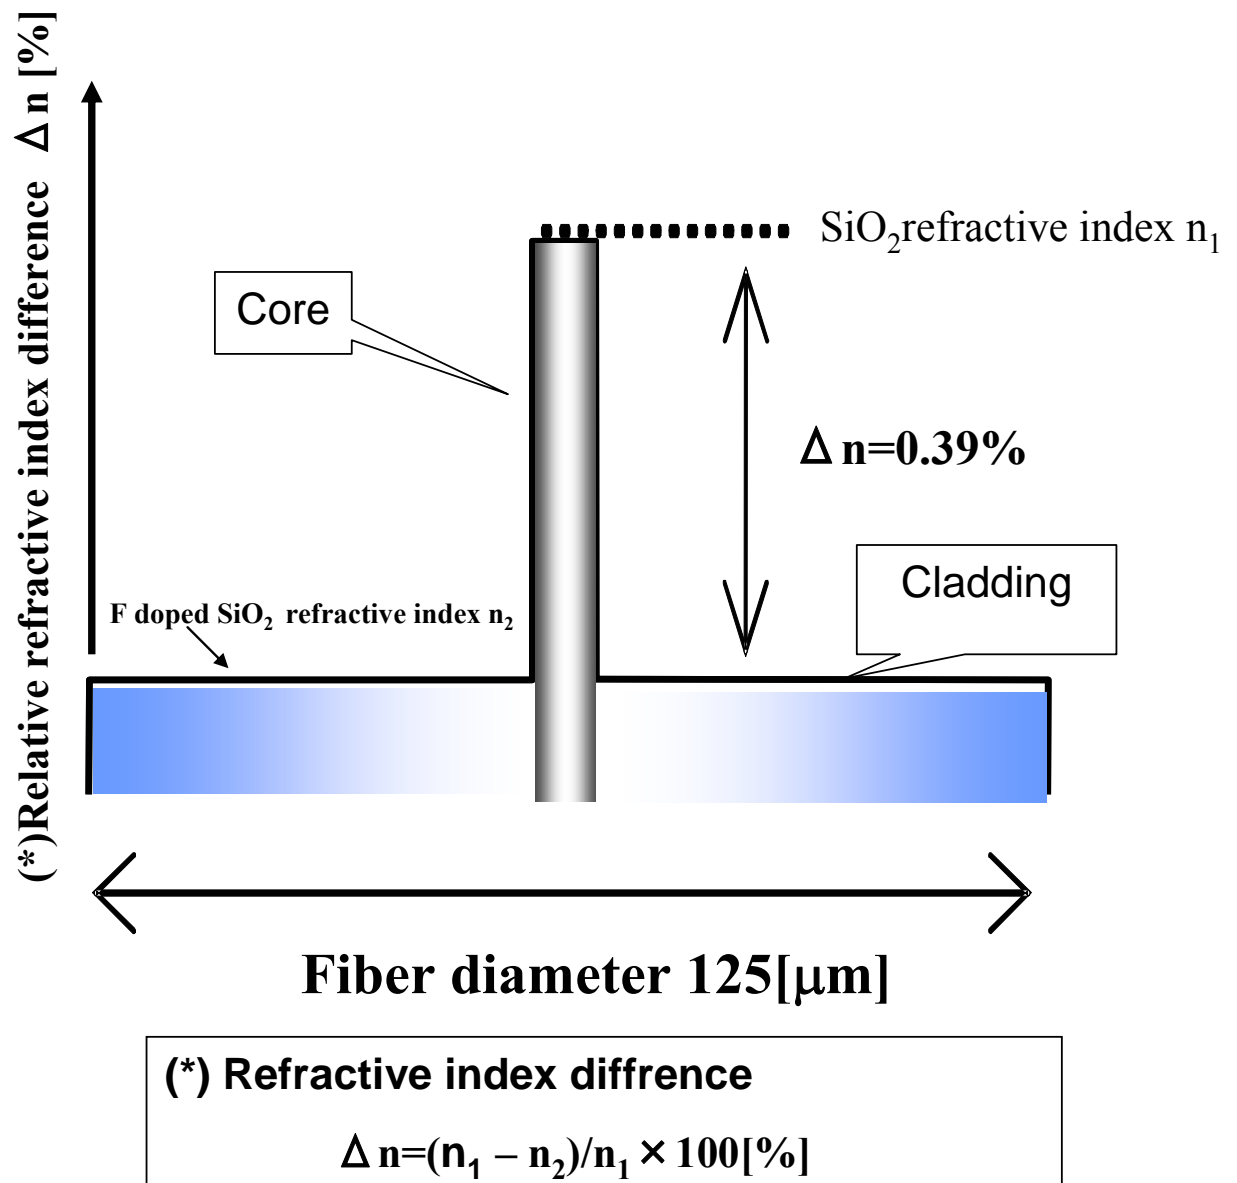 (*)Relative refractive index difference Δn [%]
SiO₂refractive index n₁
Core
Δn=0.39%
Cladding
F doped SiO₂ refractive index n₂
Fiber diameter 125[μm]
(*) Refractive index diffrence
Δn=(n₁ – n₂)/n₁×100[%]